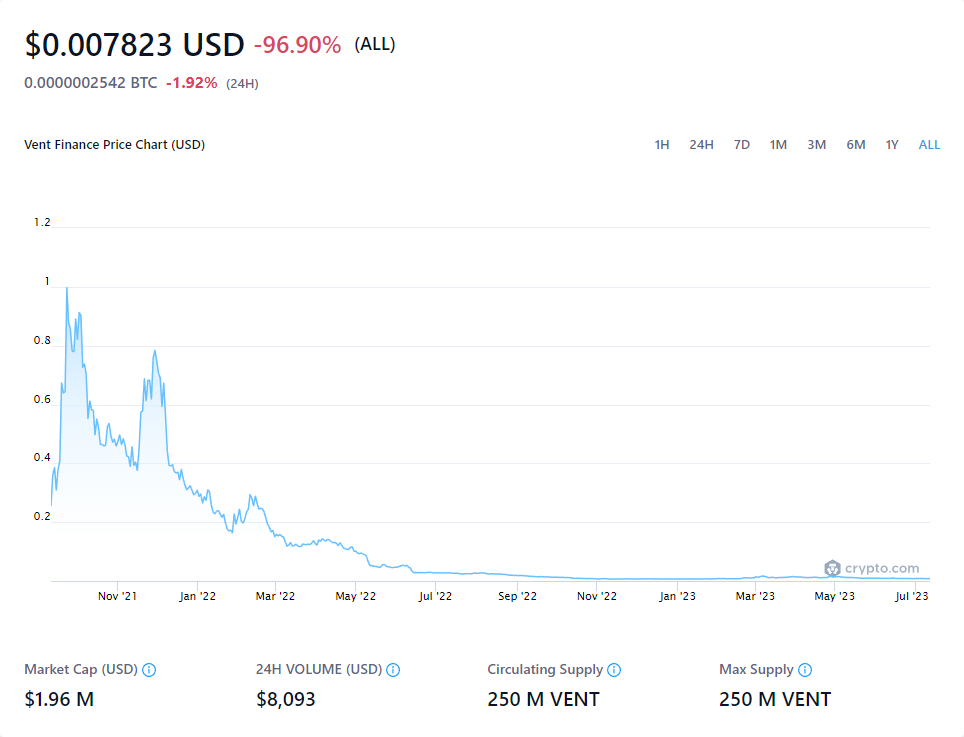 $0.007823 USD -96.90% (ALL)
0.0000002542 BTC -1.92% (24H)
Vent Finance Price Chart (USD) 1H 24H 7D 1M 3M 6M 1Y ALL
1.2
1
0.8
0.6
0.4
0.2
crypto.com
Nov '21 Jan '22 Mar '22 May '22 Jul '22 Sep '22 Nov '22 Jan '23 Mar '23 May '23 Jul '23
Market Cap (USD) 24H VOLUME (USD) Circulating Supply Max Supply
$1.96 M $8,093 250 M VENT 250 M VENT